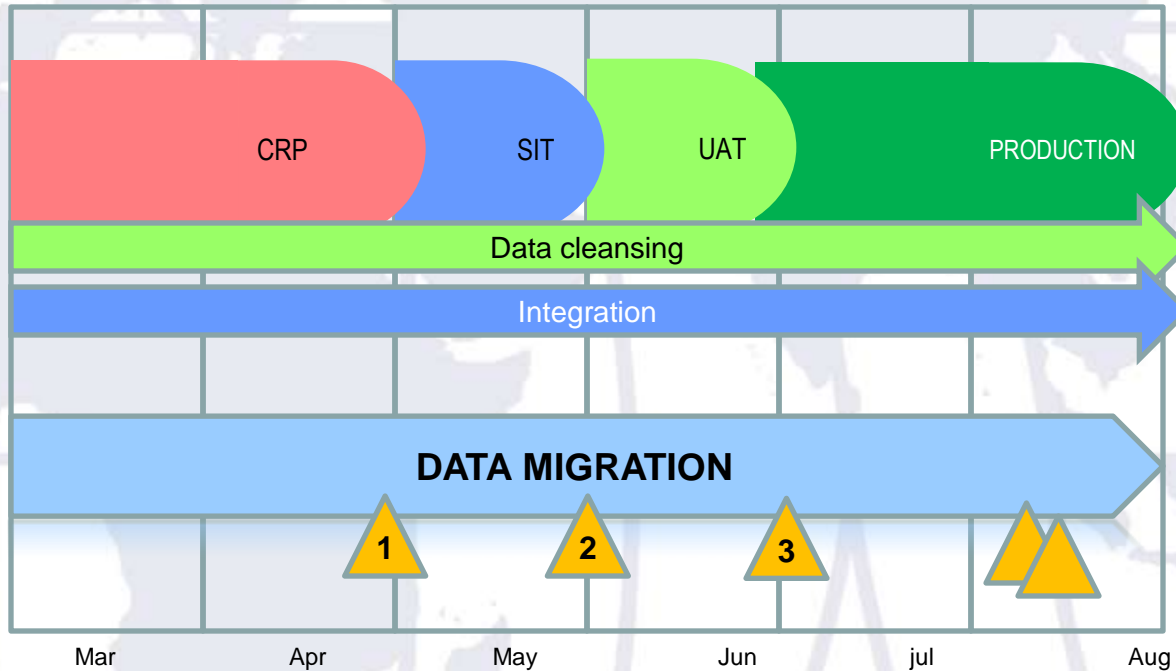 CRP
SIT
UAT
PRODUCTION
Data cleansing
Integration
DATA MIGRATION
1
2
3
Mar
Apr
May
Jun
jul
Aug